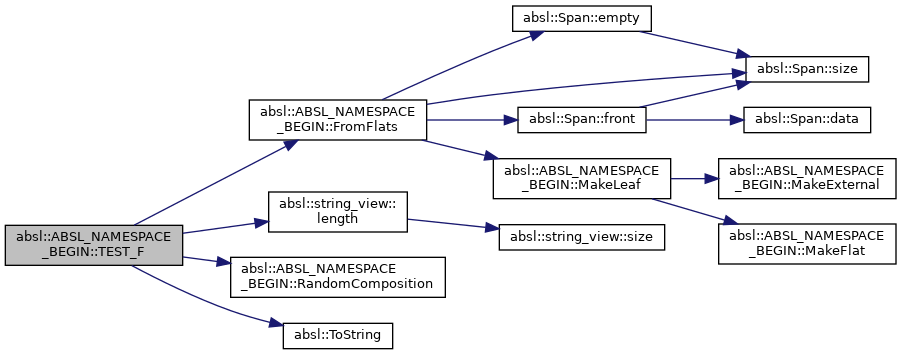 absl::Span::empty
absl::Span::size
absl::ABSL_NAMESPACE
_BEGIN::FromFlats
absl::Span::front
absl::Span::data
absl::ABSL_NAMESPACE
_BEGIN::MakeLeaf
absl::ABSL_NAMESPACE
_BEGIN::MakeExternal
absl::string_view::
length
absl::ABSL_NAMESPACE
_BEGIN::TEST_F
absl::string_view::size
absl::ABSL_NAMESPACE
_BEGIN::MakeFlat
absl::ABSL_NAMESPACE
_BEGIN::RandomComposition
absl::ToString